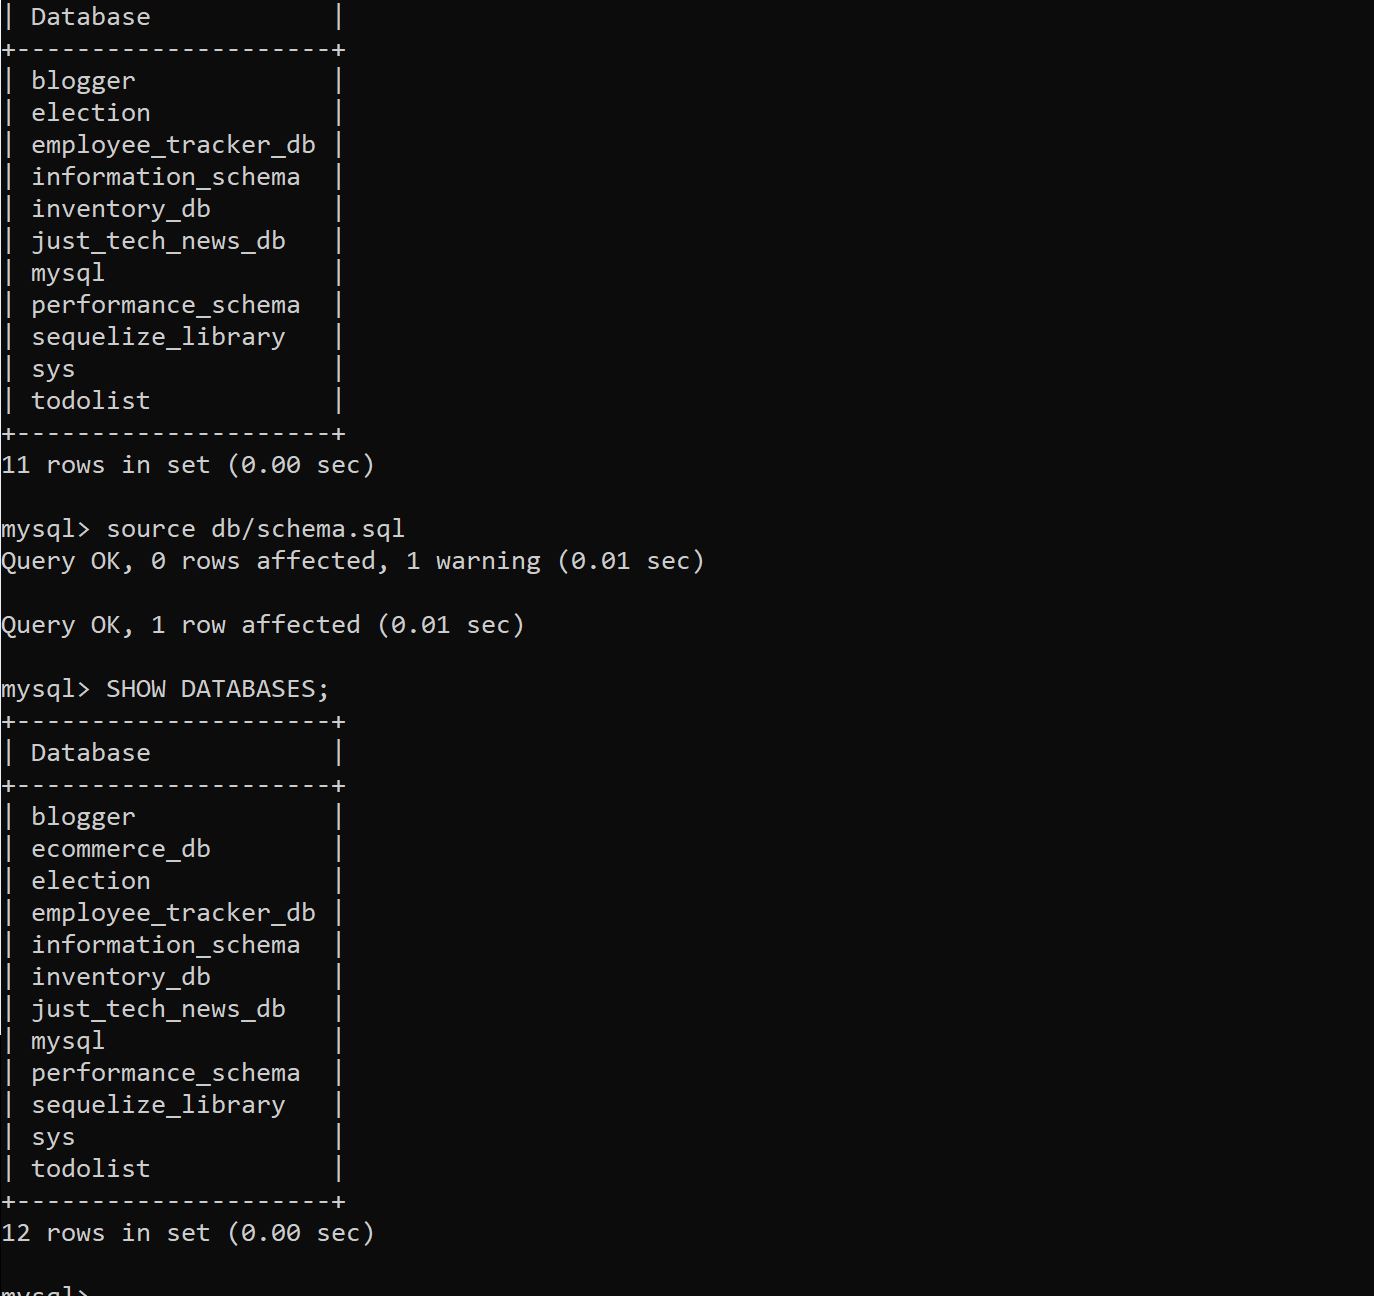 | Database            |
+---------------------+
| blogger             |
| election            |
| employee_tracker_db |
| information_schema  |
| inventory_db        |
| just_tech_news_db   |
| mysql               |
| performance_schema  |
| sequelize_library   |
| sys                 |
| todolist            |
+---------------------+
11 rows in set (0.00 sec)

mysql> source db/schema.sql
Query OK, 0 rows affected, 1 warning (0.01 sec)

Query OK, 1 row affected (0.01 sec)

mysql> SHOW DATABASES;
+---------------------+
| Database            |
+---------------------+
| blogger             |
| ecommerce_db        |
| election            |
| employee_tracker_db |
| information_schema  |
| inventory_db        |
| just_tech_news_db   |
| mysql               |
| performance_schema  |
| sequelize_library   |
| sys                 |
| todolist            |
+---------------------+
12 rows in set (0.00 sec)

mysql>